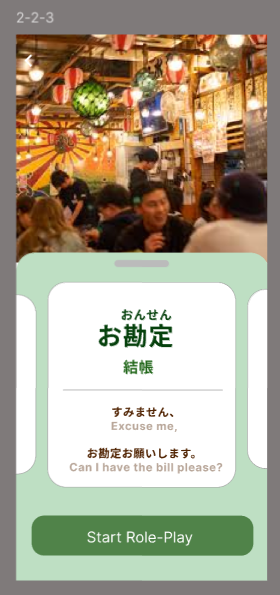 2-2-3
おんせん
お勘定
結帳
すみません、
Excuse me,
お勘定お願いします。
Can I have the bill please?
Start Role-Play